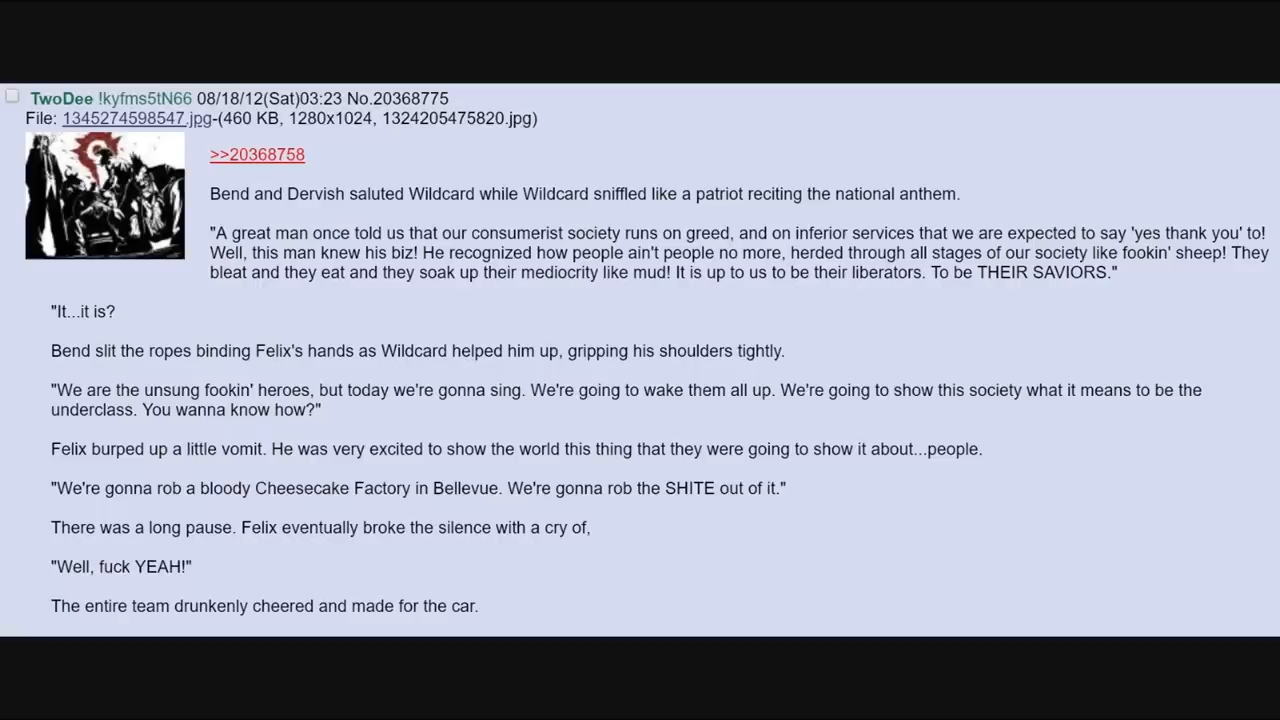 TwoDee !kyfms5tN66 08/18/12(Sat)03:23 No.20368775
File: 1345274598547.jpg-(460 KB, 1280x1024, 1324205475820.jpg)
>>20368758
Bend and Dervish saluted Wildcard while Wildcard sniffled like a patriot reciting the national anthem.
"A great man once told us that our consumerist society runs on greed, and on inferior services that we are expected to say 'yes thank you' to!
Well, this man knew his biz! He recognized how people ain't people no more, herded through all stages of our society like fookin' sheep! They
bleat and they eat and they soak up their mediocrity like mud! It is up to us to be their liberators. To be THEIR SAVIORS."
"It...it is?
Bend slit the ropes binding Felix's hands as Wildcard helped him up, gripping his shoulders tightly.
"We are the unsung fookin' heroes, but today we're gonna sing. We're going to wake them all up. We're going to show this society what it means to be the
underclass. You wanna know how?"
Felix burped up a little vomit. He was very excited to show the world this thing that they were going to show it about...people.
"We're gonna rob a bloody Cheesecake Factory in Bellevue. We're gonna rob the SHITE out of it."
There was a long pause. Felix eventually broke the silence with a cry of,
"Well, fuck YEAH!"
The entire team drunkenly cheered and made for the car.